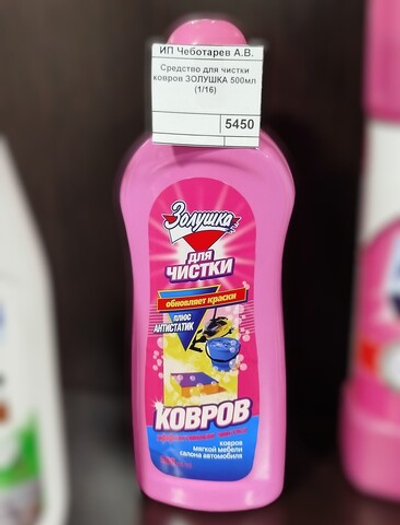 ИП Чеботарев А.В.
Средство для чистки
ковров ЗОЛУШКА 500мл
(1/16)
5450
Золушка
ДЛЯ
ЧИСТКИ
обновляет краски
ПЛЮС
АНТИСТАТИК
КОВРОВ
ковров
мягкой мебели
салона автомобиля